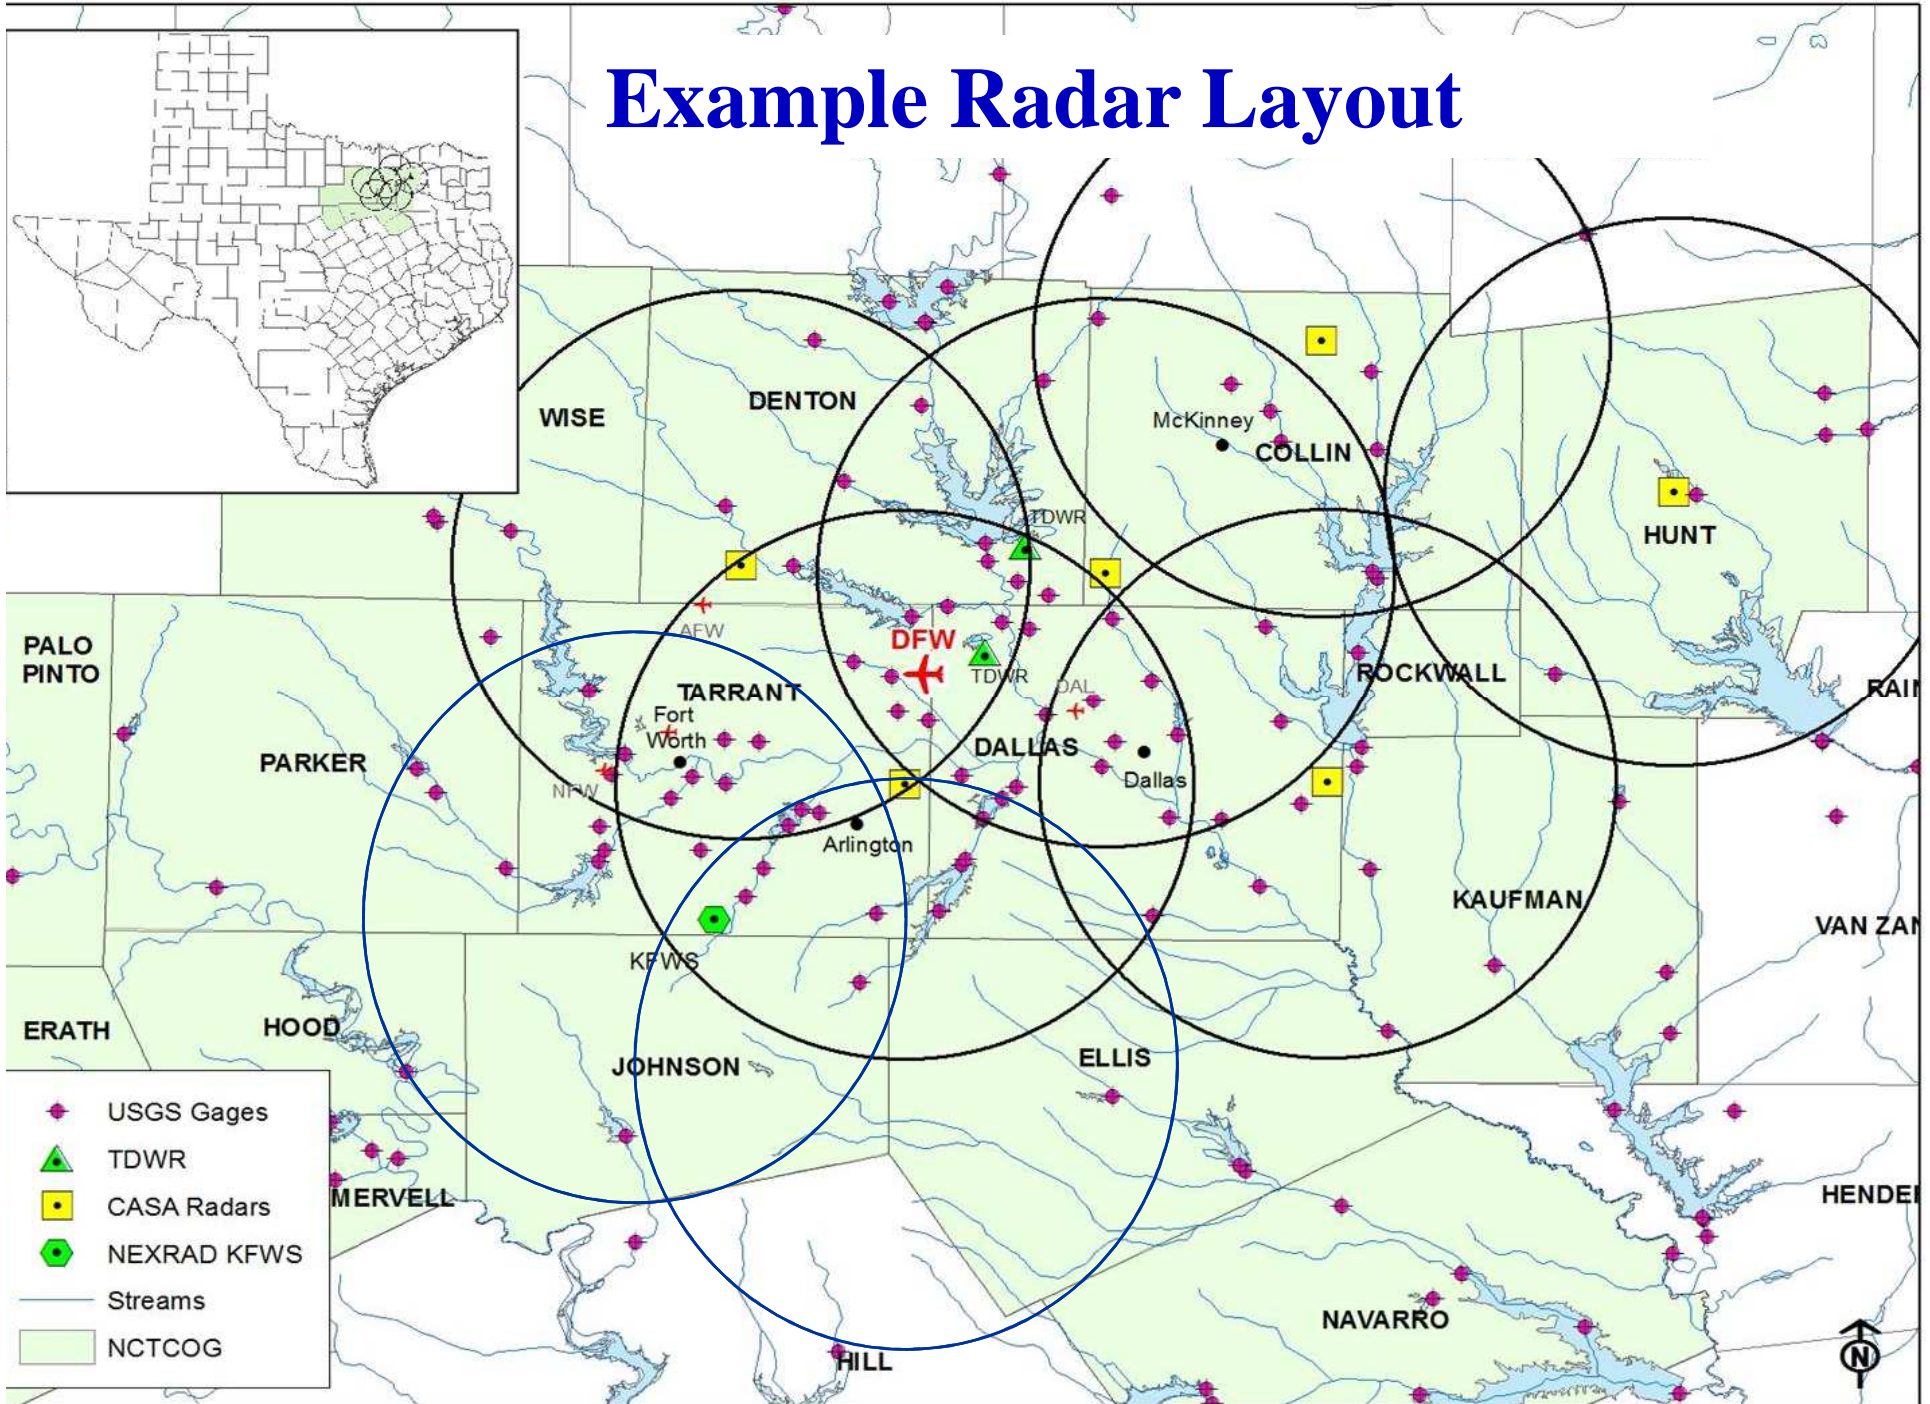 Example Radar Layout
WISE
DENTON
McKinney
COLLIN
TDWR
HUNT
AFW
DFW
TDWR
PALO
PINTO
TARRANT
Fort
Worth
DAL
ROCKWALL
RAIN
PARKER
NFW
DALLAS
Dallas
Arlington
KAUFMAN
VAN ZAN
KFWS
ERATH
HOOD
JOHNSON
ELLIS
MERVELL
HENDE
NAVARRO
HILL
USGS Gages
TDWR
CASA Radars
NEXRAD KFWS
Streams
NCTCOG
N